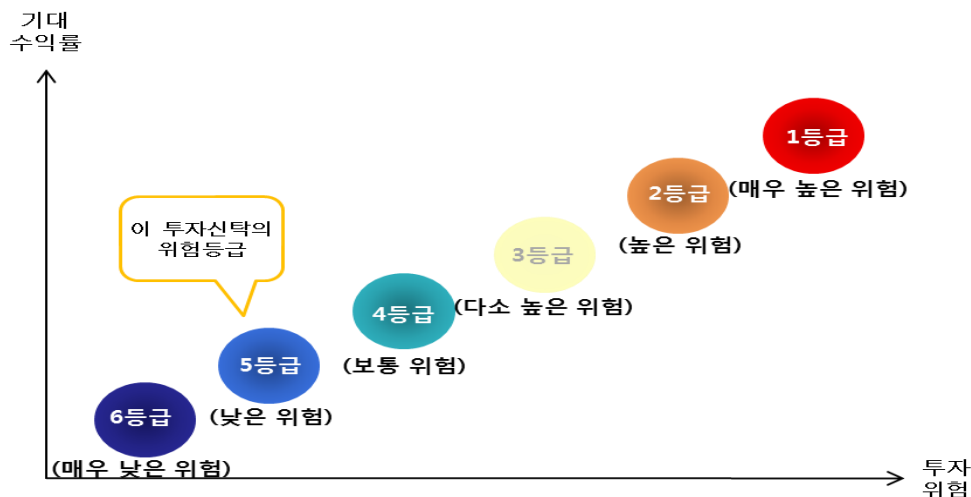 기대
수익률
1등급
(매우 높은 위험)
2등급
(높은 위험)
이 투자신탁의
위험등급
3등급
(다소 높은 위험)
4등급
(보통 위험)
5등급
(낮은 위험)
6등급
(매우 낮은 위험)
투자
위험